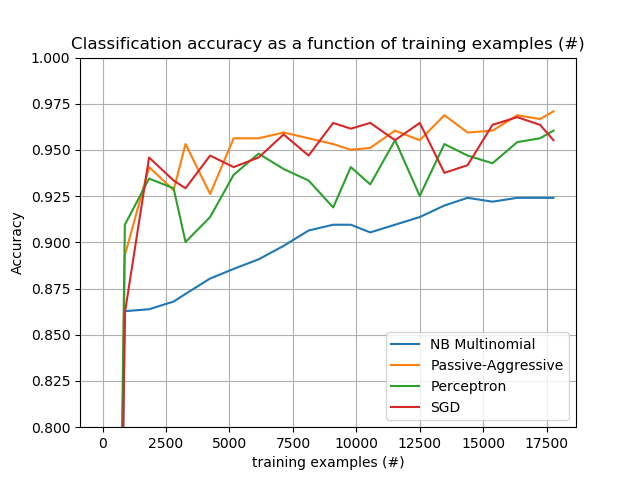 Classification accuracy as a function of training examples (#)
1.000
0.975
0.950
0.925
0.900
0.875
0.850
0.825
0.800
Accuracy
NB Multinomial
Passive-Aggressive
Perceptron
SGD
0 2500 5000 7500 10000 12500 15000 17500
training examples (#)